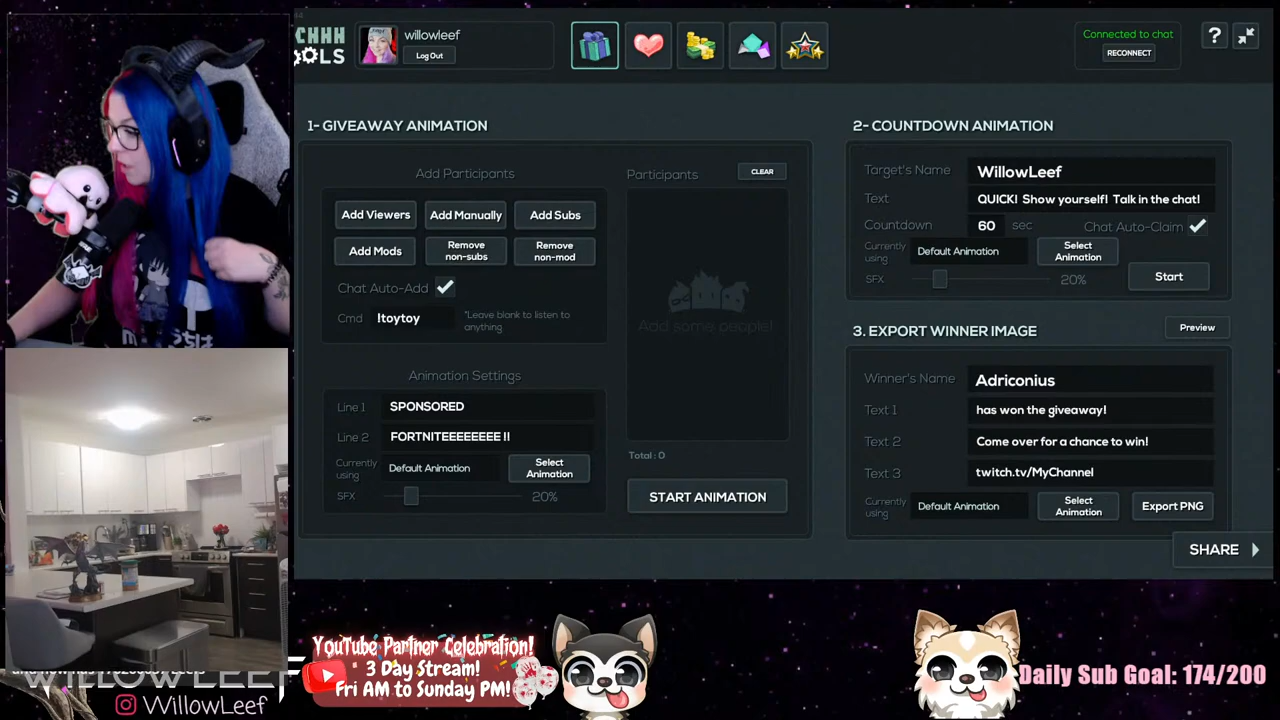 CHHH
OOLS
willowleef
Log Out
Connected to chat
RECONNECT
?
1- GIVEAWAY ANIMATION
Add Participants
Add Viewers
Add Manually
Add Subs
Add Mods
Remove
non-subs
Remove
non-mod
Chat Auto-Add
Cmd
!toytoy
*Leave blank to listen to
anything
Participants
CLEAR
Add some people!
Total : 0
START ANIMATION
Animation Settings
Line 1
SPONSORED
Line 2
FORTNITEEEEEEEE !!
Currently
using
Default Animation
Select
Animation
SFX
20%
2- COUNTDOWN ANIMATION
Target's Name
WillowLeef
Text
QUICK! Show yourself! Talk in the chat!
Countdown
60
sec
Chat Auto-Claim
Currently
using
Default Animation
Select
Animation
SFX
20%
Start
3. EXPORT WINNER IMAGE
Preview
Winner's Name
Adriconius
Text 1
has won the giveaway!
Text 2
Come over for a chance to win!
Text 3
twitch.tv/MyChannel
Currently
using
Default Animation
Select
Animation
Export PNG
SHARE
WILLOWLEEF
WillowLeef
YouTube Partner Celebration!
3 Day Stream!
Fri AM to Sunday PM!
Daily Sub Goal: 174/200